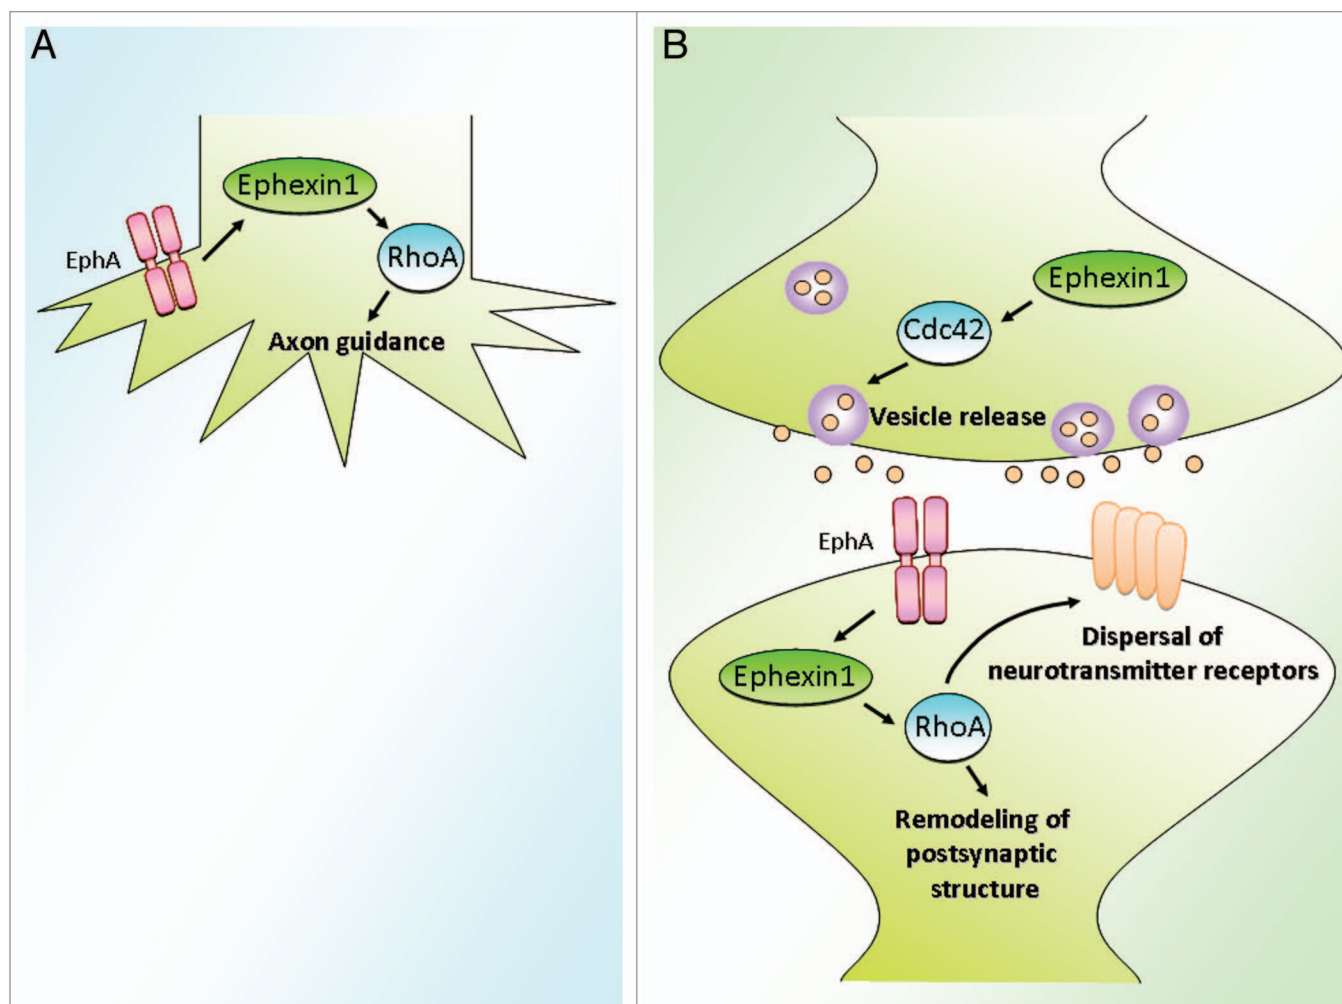 A
Ephexin1
EphA
RhoA
Axon guidance
B
Ephexin1
Cdc42
Vesicle release
EphA
Dispersal of
neurotransmitter receptors
Ephexin1
RhoA
Remodeling of
postsynaptic
structure